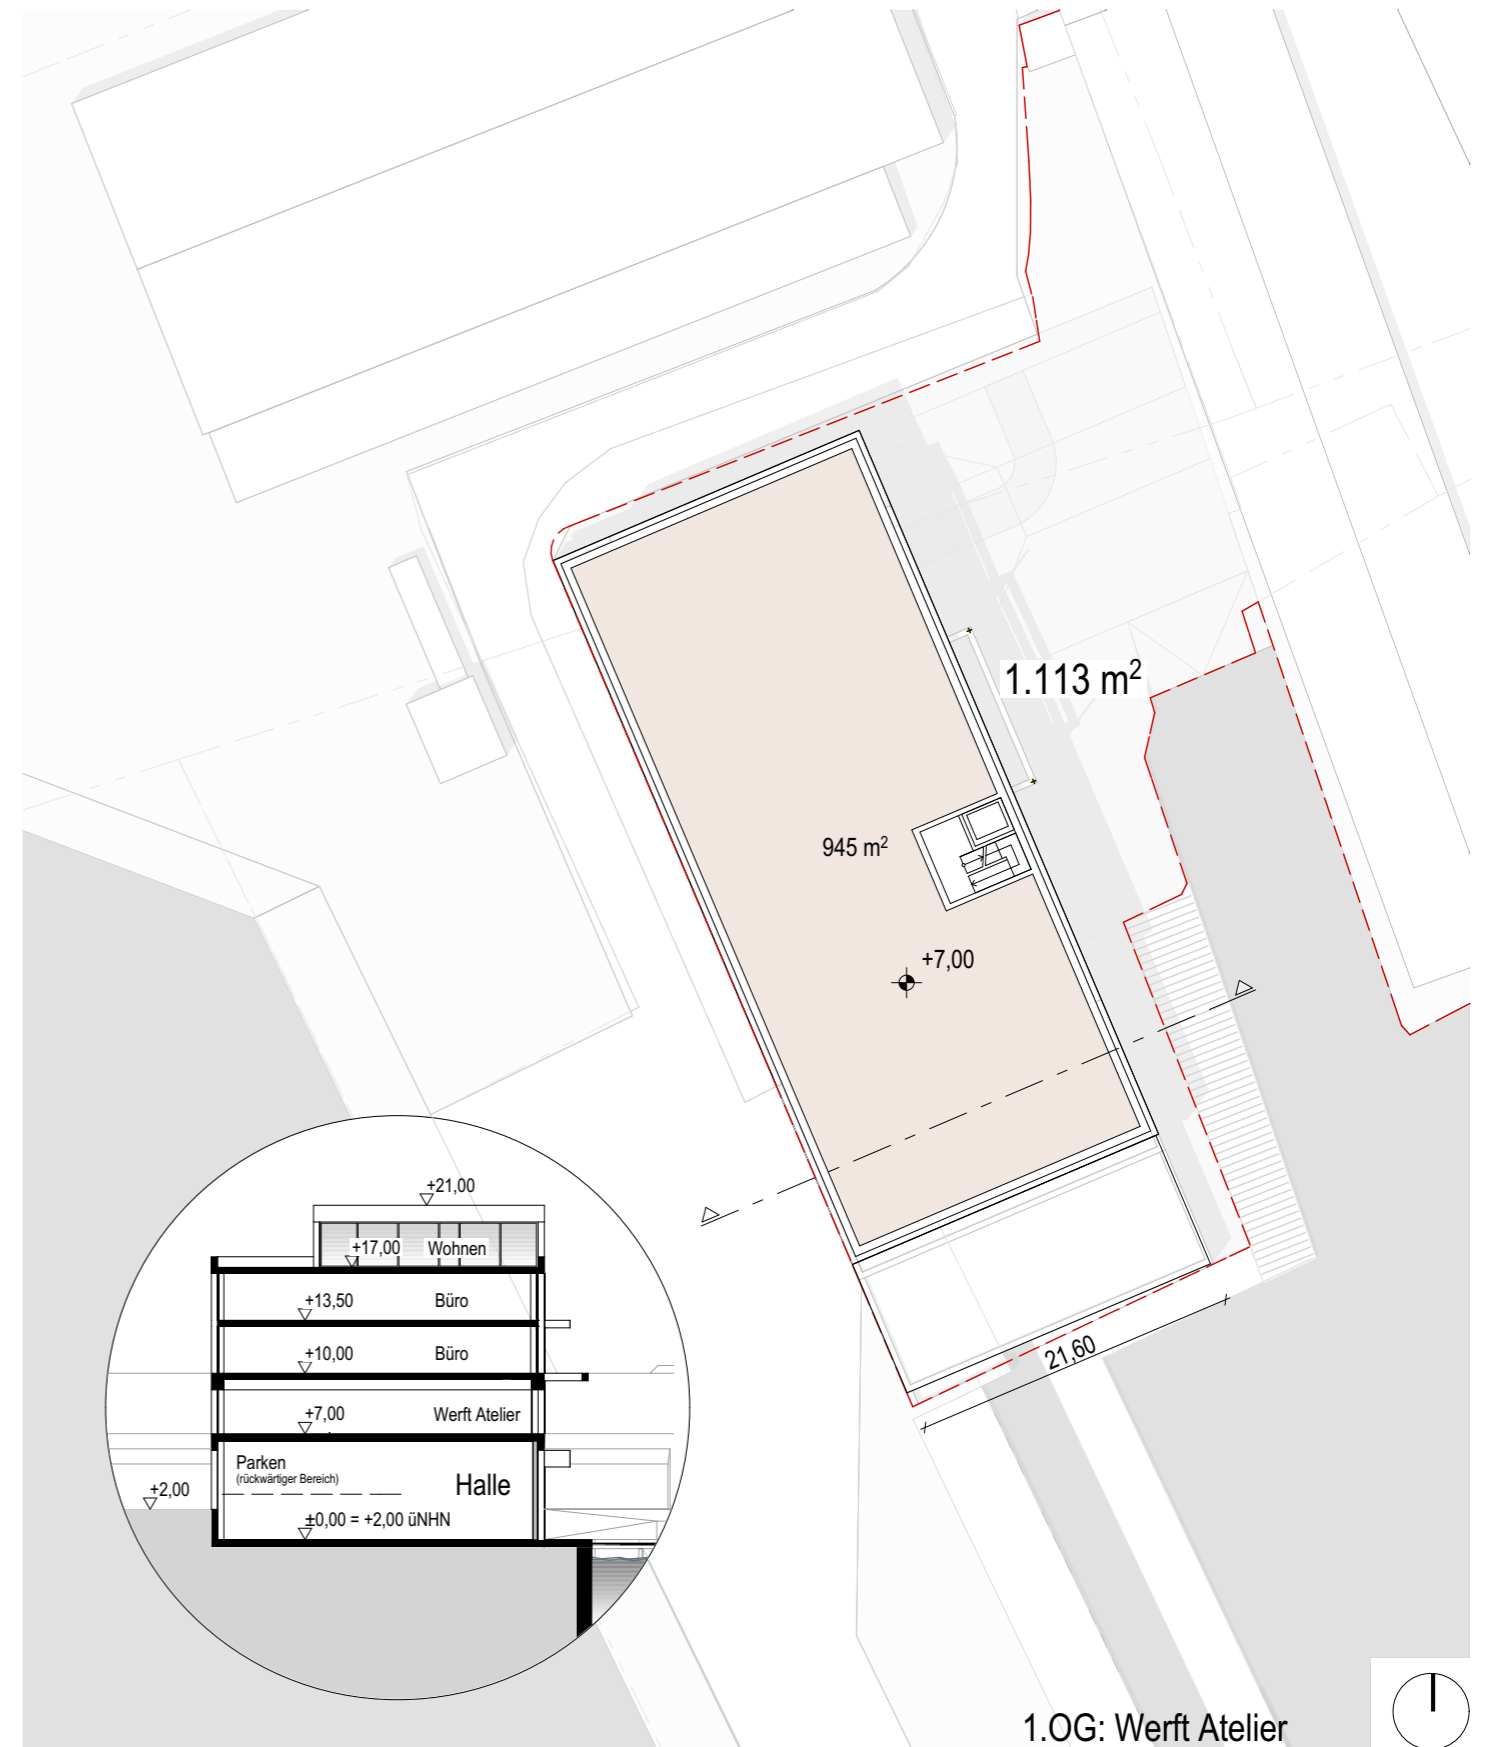 1.113 m²
945 m²
+7,00
21,60
+21,00
+17,00 Wohnen
+13,50 Büro
+10,00 Büro
+7,00 Werft Atelier
Parken
(rückwärtiger Bereich)
Halle
+2,00
±0,00 = +2,00 üNHN
1.OG: Werft Atelier